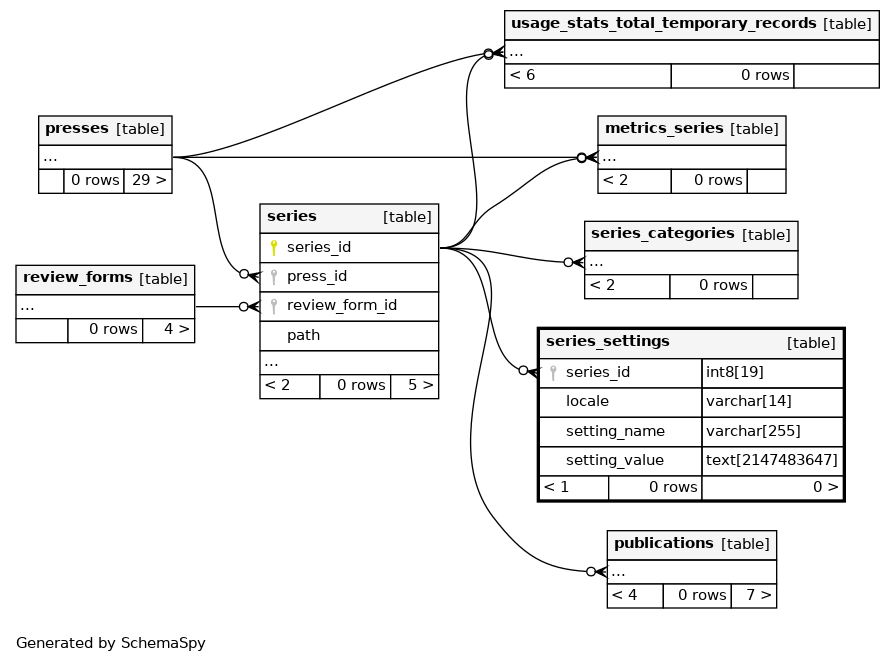 usage_stats_total_temporary_records [table]
...
< 6 0 rows
presses [table]
...
0 rows 29 >
metrics_series [table]
...
< 2 0 rows
series [table]
series_id
press_id
review_form_id
path
...
< 2 0 rows 5 >
series_categories [table]
...
< 2 0 rows
review_forms [table]
...
0 rows 4 >
series_settings [table]
series_id int8[19]
locale varchar[14]
setting_name varchar[255]
setting_value text[2147483647]
< 1 0 rows 0 >
publications [table]
...
< 4 0 rows 7 >
Generated by SchemaSpy